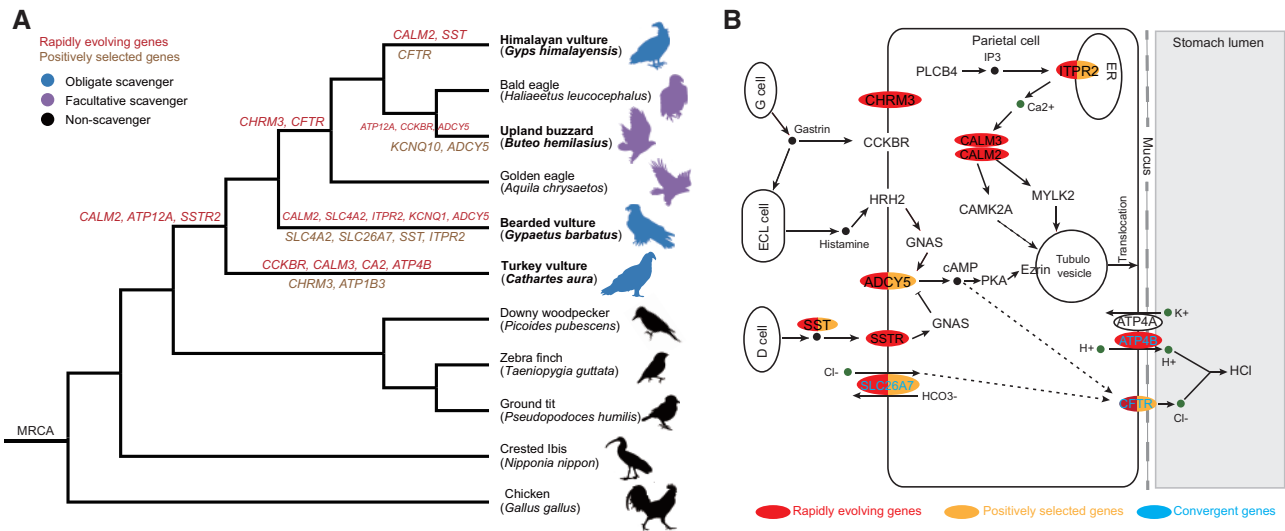 A
Rapidly evolving genes
Positively selected genes
Obligate scavenger
Facultative scavenger
Non-scavenger
MRCA
CALM2, ATP12A, SSTR2
CHRM3, CFTR
CALM2, SST
CFTR
ATP12A, CCKBR, ADCY5
KCNQ10, ADCY5
CALM2, SLC4A2, ITPR2, KCNQ1, ADCY5
SLC4A2, SLC26A7, SST, ITPR2
CCKBR, CALM3, CA2, ATP4B
CHRM3, ATP1B3
Himalayan vulture
(Gyps himalayensis)
Bald eagle
(Haliaeetus leucocephalus)
Upland buzzard
(Buteo hemilasius)
Golden eagle
(Aquila chrysaetos)
Bearded vulture
(Gypaetus barbatus)
Turkey vulture
(Cathartes aura)
Downy woodpecker
(Picoides pubescens)
Zebra finch
(Taeniopygia guttata)
Ground tit
(Pseudopodoces humilis)
Crested Ibis
(Nipponia nippon)
Chicken
(Gallus gallus)
B
Parietal cell
Stomach lumen
Mucus
G cell
Gastrin
ECL cell
Histamine
D cell
SST
CHRM3
CCKBR
HRH2
GNAS
ADCY5
cAMP
PKA
Ezrin
GNAS
SSTR
Cl-
SLC26A7
HCO3-
PLCB4
IP3
ITPR2
ER
Ca2+
CALM3
CALM2
CAMK2A
MYLK2
Tubulo
vesicle
Translocation
K+
ATP4A
ATP4B
H+
H+
HCl
CFTR
Cl-
Rapidly evolving genes
Positively selected genes
Convergent genes